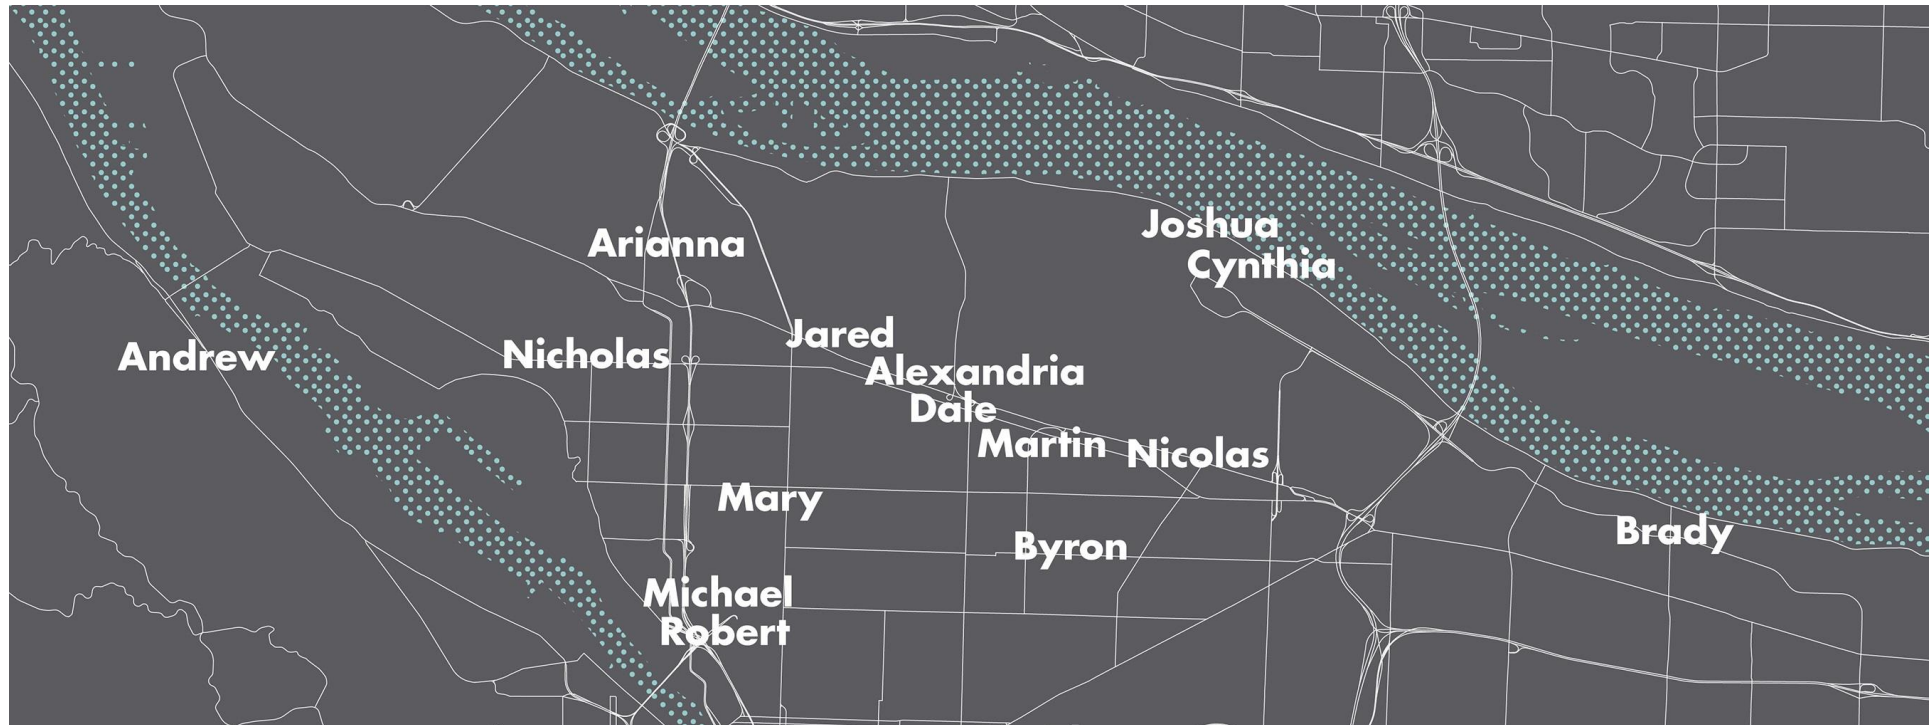 Joshua
Arianna
Cynthia
Jared
Nicholas
Andrew
Alexandria
Dale
Martin
Nicolas
Mary
Brady
Byron
Michael
Robert